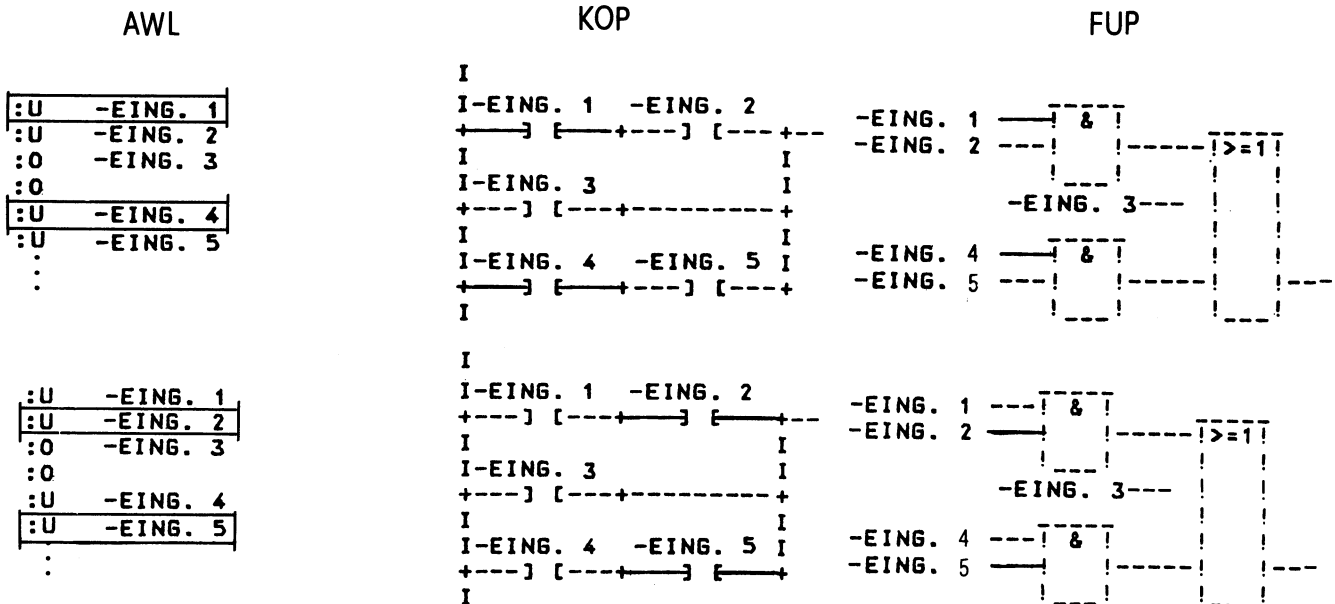 AWL
KOP
FUP
:U -EING. 1
:U -EING. 2
:O -EING. 3
:O
:U -EING. 4
:U -EING. 5
I
I-EING. 1 -EING. 2
+---] [---+---] [---+--
I I
I-EING. 3 I
+---] [---+---------+
I I
I-EING. 4 -EING. 5 I
+---] [---+---] [---+
I
-EING. 1 ---! & !
-EING. 2 ---! !-----!>=1!
-EING. 3---
-EING. 4 ---! & !
-EING. 5 ---! !-----! !---
:U -EING. 1
:U -EING. 2
:O -EING. 3
:O
:U -EING. 4
:U -EING. 5
I
I-EING. 1 -EING. 2
+---] [---+---] [---+--
I I
I-EING. 3 I
+---] [---+---------+
I I
I-EING. 4 -EING. 5 I
+---] [---+---] [---+
I
-EING. 1 ---! & !
-EING. 2 ---! !-----!>=1!
-EING. 3---
-EING. 4 ---! & !
-EING. 5 ---! !-----! !---